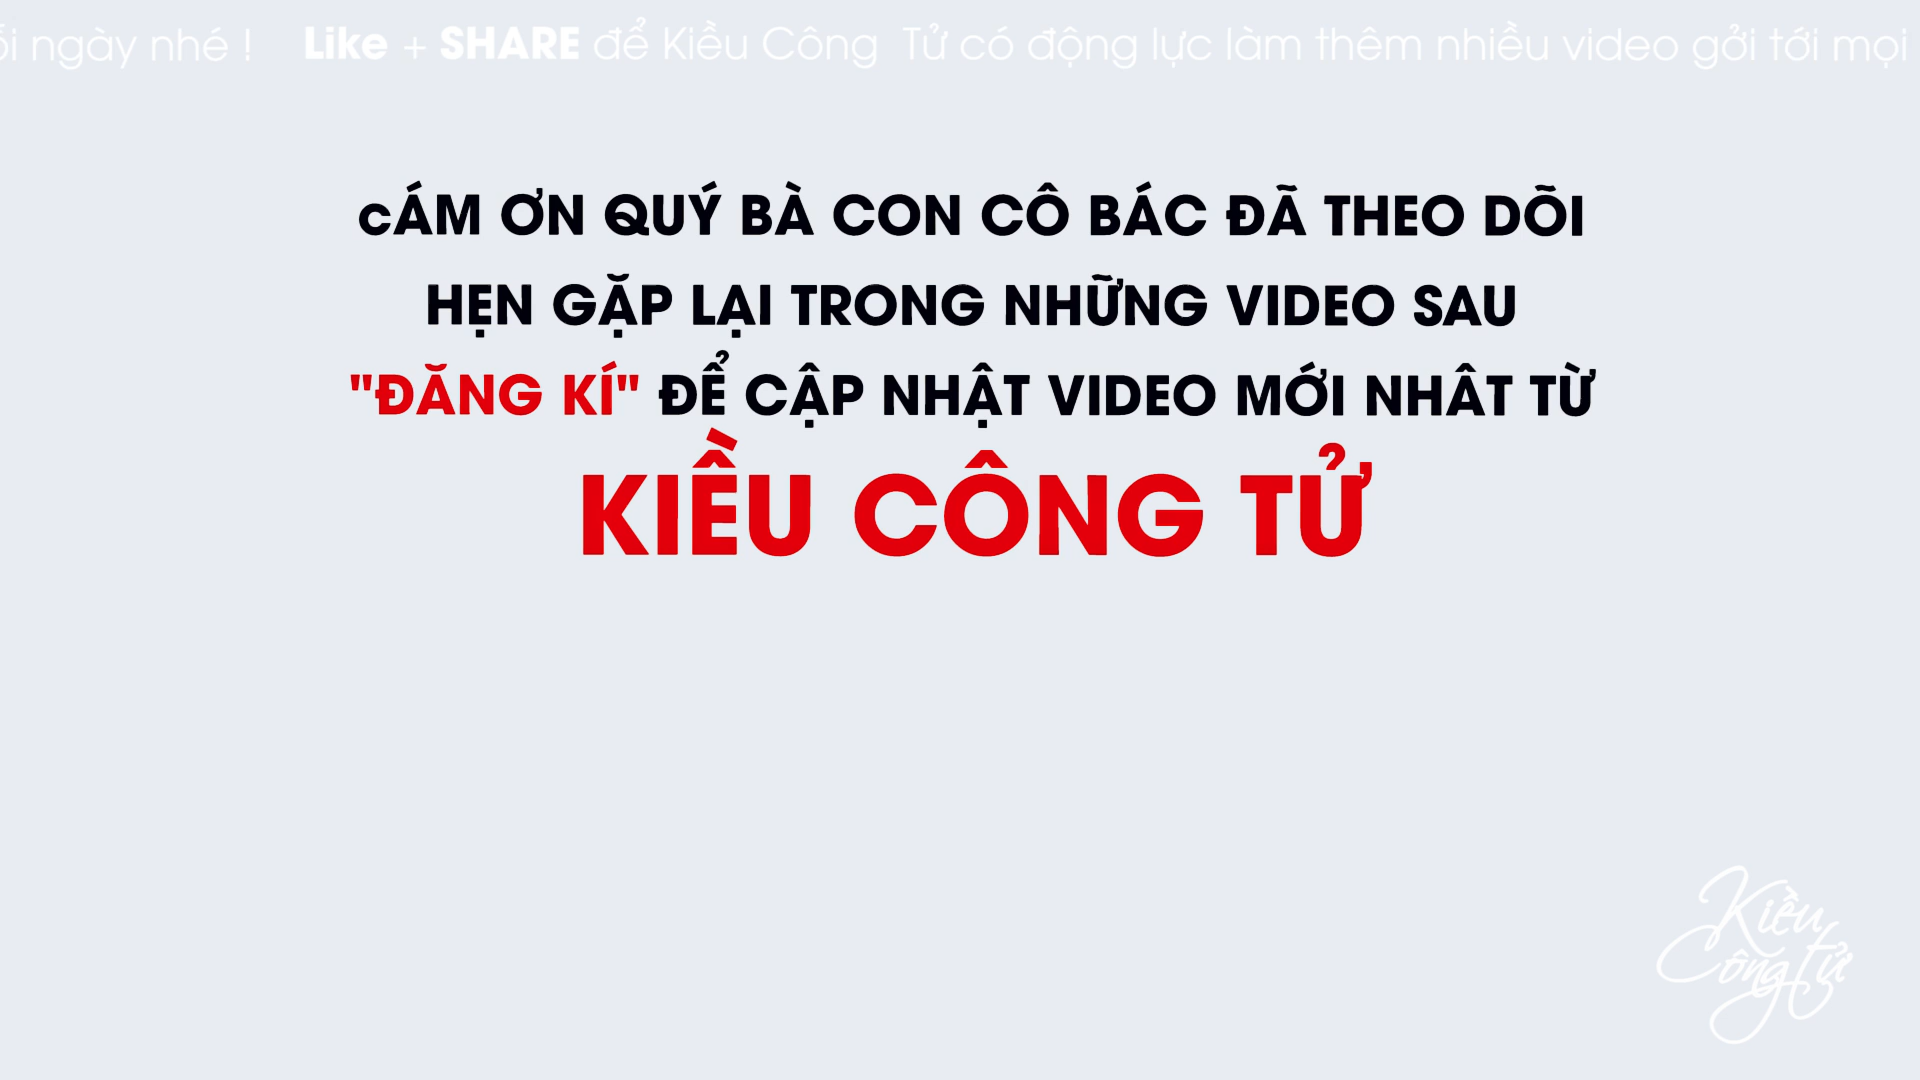 ngày nhé ! Like + SHARE để Kiều Công Tử có động lực làm thêm nhiều video gởi tới mọi
cÁM ƠN QUÝ BÀ CON CÔ BÁC ĐÃ THEO DÕI
HẸN GẶP LẠI TRONG NHỮNG VIDEO SAU
"ĐĂNG KÍ" ĐỂ CẬP NHẬT VIDEO MỚI NHÂT TỪ
KIỀU CÔNG TỬ
Kiều
Công Tử